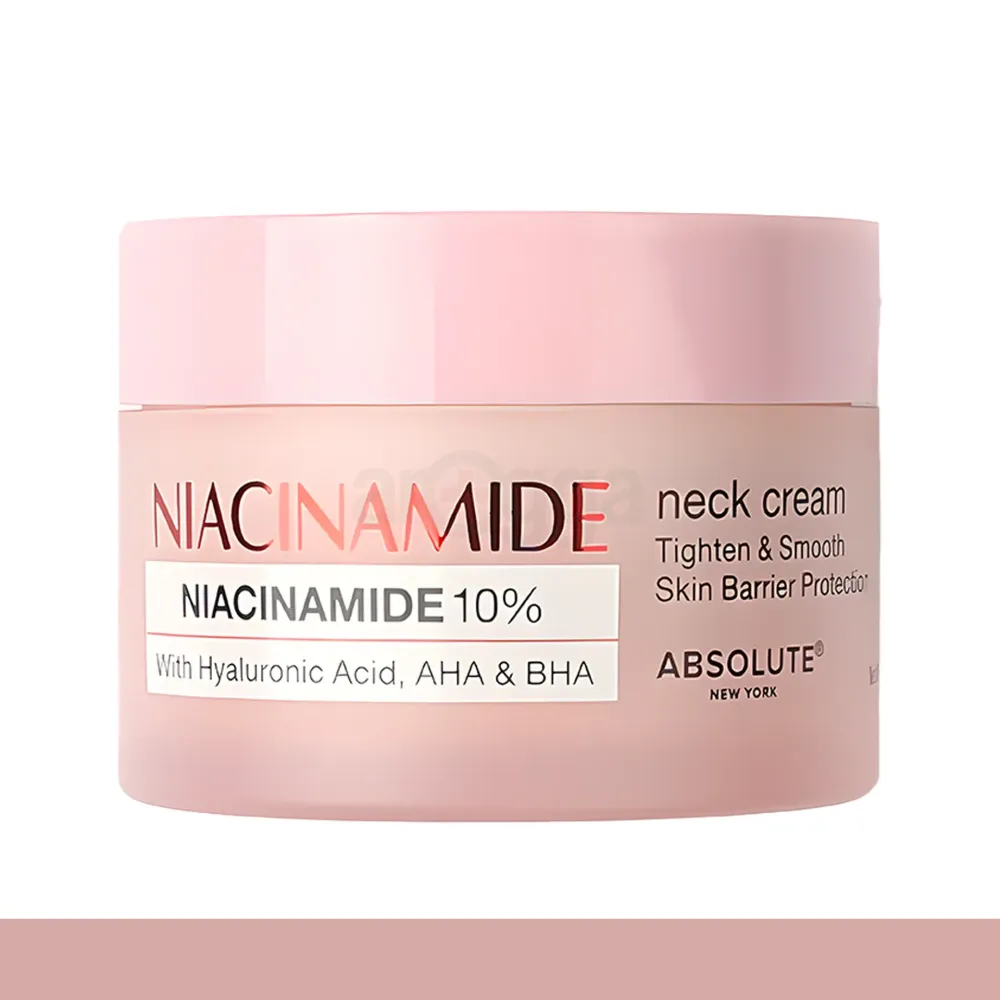 NIACINAMIDE
NIACINAMIDE 10%
With Hyaluronic Acid, AHA & BHA
neck cream
Tighten & Smooth
Skin Barrier Protection
ABSOLUTE®
NEW YORK